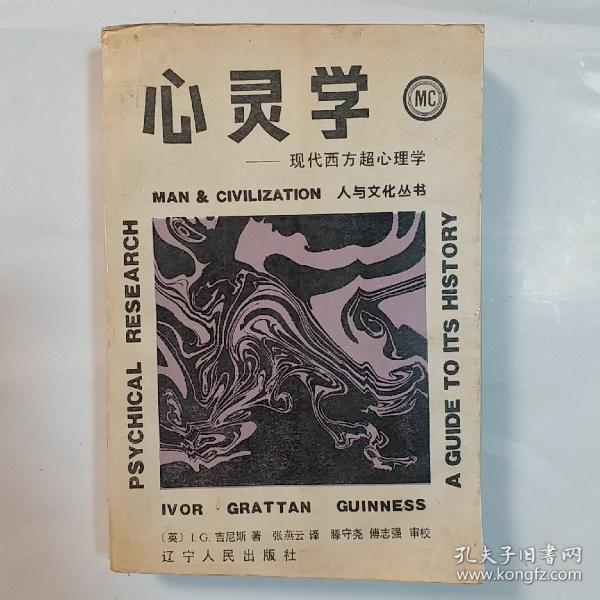 心灵学
MC
——现代西方超心理学
MAN & CIVILIZATION 人与文化丛书
PSYCHICAL RESEARCH
A GUIDE TO ITS HISTORY
IVOR GRATTAN GUINNESS
〔英〕I.G.吉尼斯 著 张燕云 译 滕守尧 傅志强 审校
辽宁人民出版社
孔夫子旧书网
www.kongfz.com